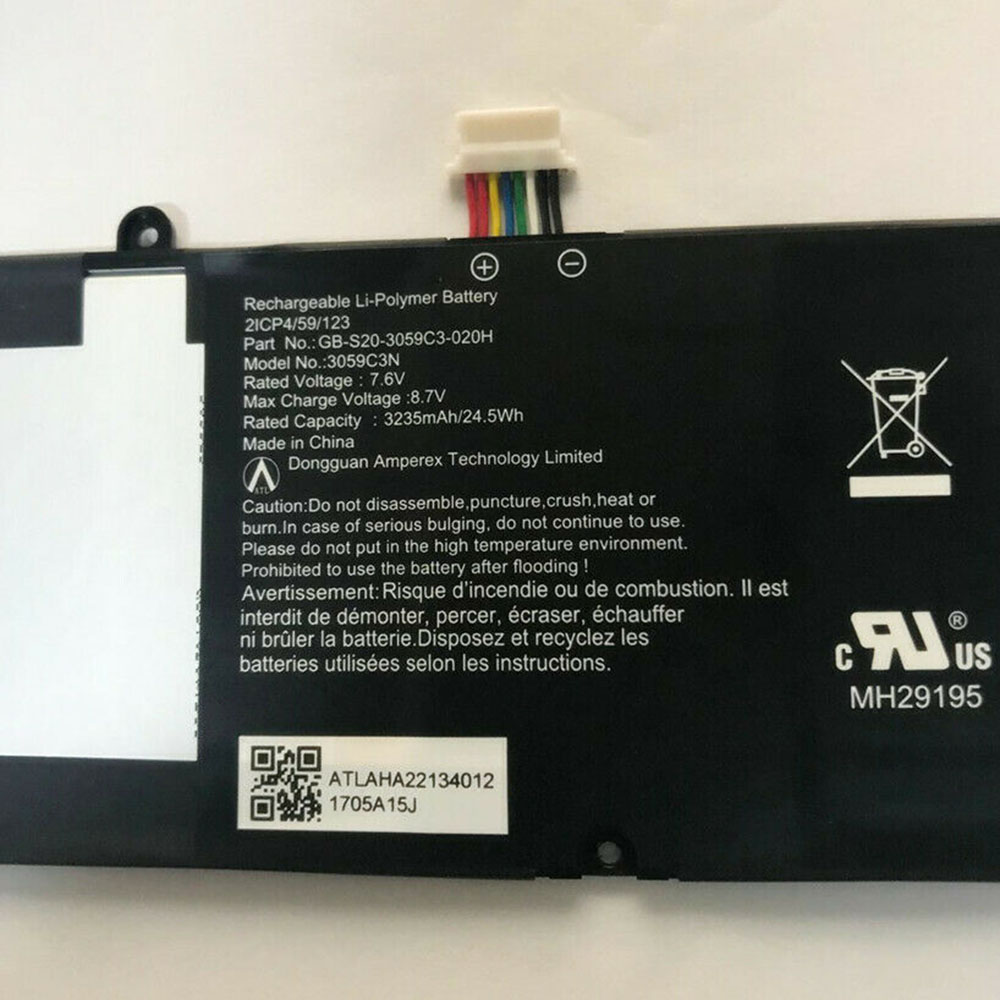 Rechargeable Li-Polymer Battery
2ICP4/59/123
Part No.:GB-S20-3059C3-020H
Model No.:3059C3N
Rated Voltage : 7.6V
Max Charge Voltage :8.7V
Rated Capacity : 3235mAh/24.5Wh
Made in China
ATL
Dongguan Amperex Technology Limited
Caution:Do not disassemble,puncture,crush,heat or
burn.In case of serious bulging, do not continue to use.
Please do not put in the high temperature environment.
Prohibited to use the battery after flooding !
Avertissement:Risque d'incendie ou de combustion. Il est
interdit de démonter, percer, écraser, échauffer
ni brûler la batterie.Disposez et recyclez les
batteries utilisées selon les instructions.
c RU ® US
MH29195
ATLAHA22134012
1705A15J